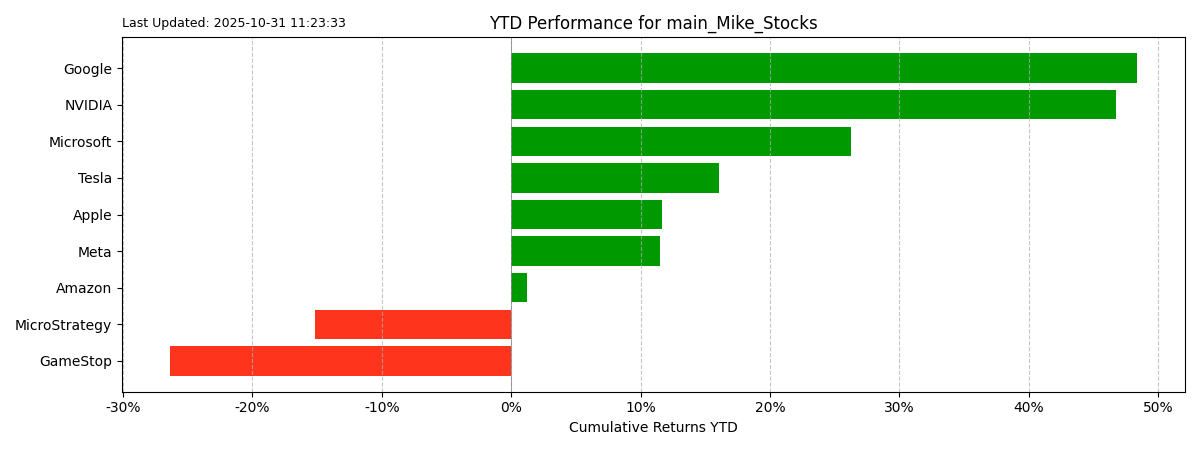 Last Updated: 2025-10-31 11:23:33
YTD Performance for main_Mike_Stocks
Google
NVIDIA
Microsoft
Tesla
Apple
Meta
Amazon
MicroStrategy
GameStop
-30% -20% -10% 0% 10% 20% 30% 40% 50%
Cumulative Returns YTD